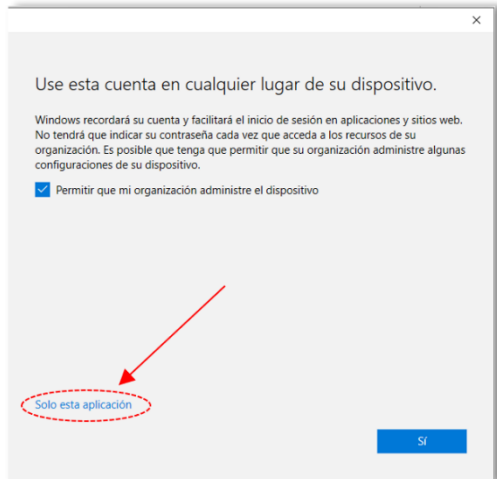 Use esta cuenta en cualquier lugar de su dispositivo.
Windows recordará su cuenta y facilitará el inicio de sesión en aplicaciones y sitios web.
No tendrá que indicar su contraseña cada vez que acceda a los recursos de su
organización. Es posible que tenga que permitir que su organización administre algunas
configuraciones de su dispositivo.
Permitir que mi organización administre el dispositivo
Solo esta aplicación
Sí